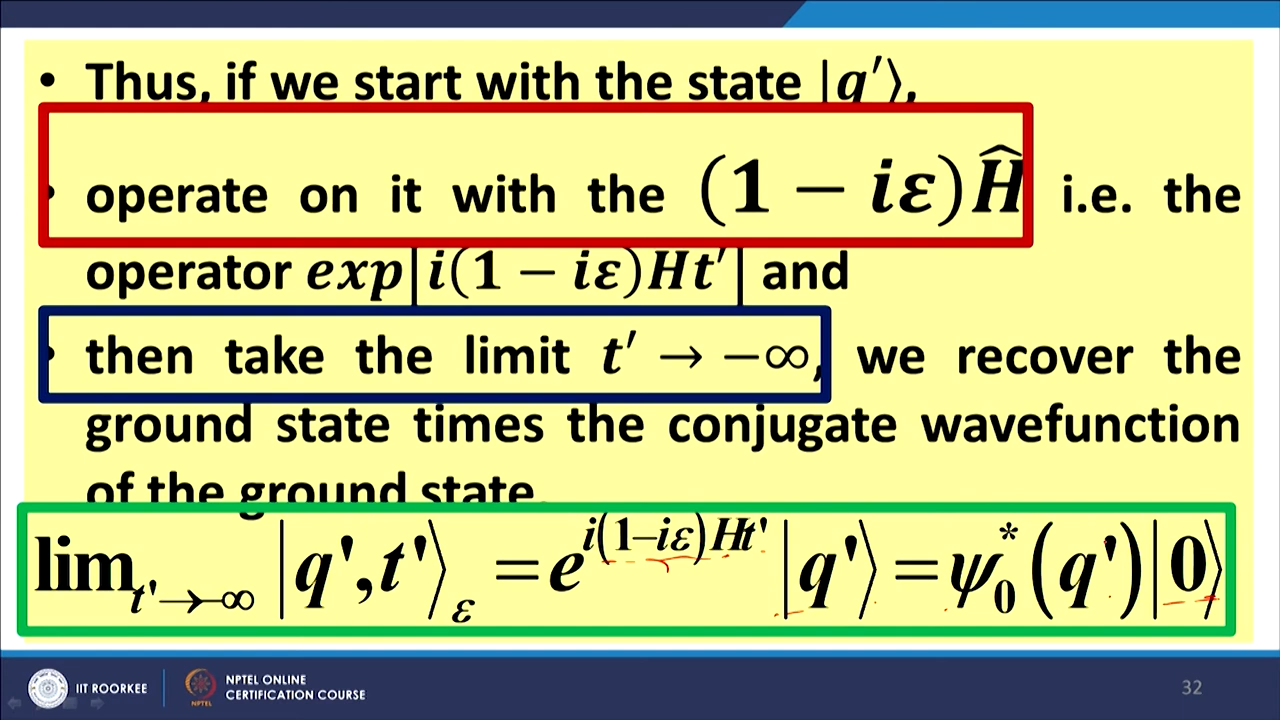 • Thus, if we start with the state |q′⟩,
• operate on it with the (1 − iε)Ĥ i.e. the
operator exp|i(1 − iε)Ht′| and
• then take the limit t′ → −∞, we recover the
ground state times the conjugate wavefunction
of the ground state.
lim_{t'→−∞} |q',t'⟩_ε = e^{i(1−iε)Ht'} |q'⟩ = ψ_0^*(q')|0⟩
IIT ROORKEE
NPTEL ONLINE
CERTIFICATION COURSE
NPTEL
32